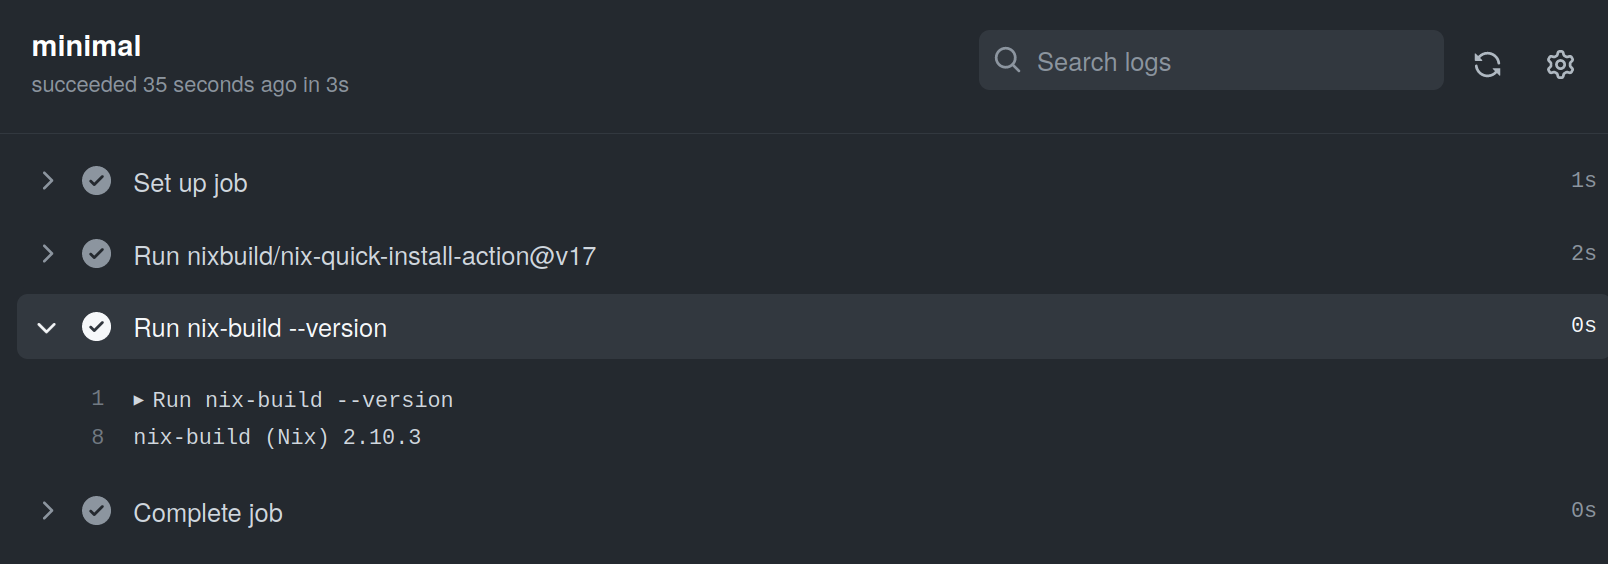 minimal
succeeded 35 seconds ago in 3s
Search logs
Set up job 1s
Run nixbuild/nix-quick-install-action@v17 2s
Run nix-build --version 0s
1 ▶ Run nix-build --version
8 nix-build (Nix) 2.10.3
Complete job 0s